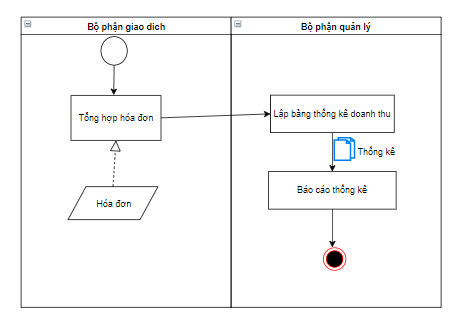 Bộ phận giao dich
Bộ phận quản lý
Tổng hợp hóa đơn
Lập bảng thống kê doanh thu
Thống kê
Báo cáo thống kê
Hóa đơn